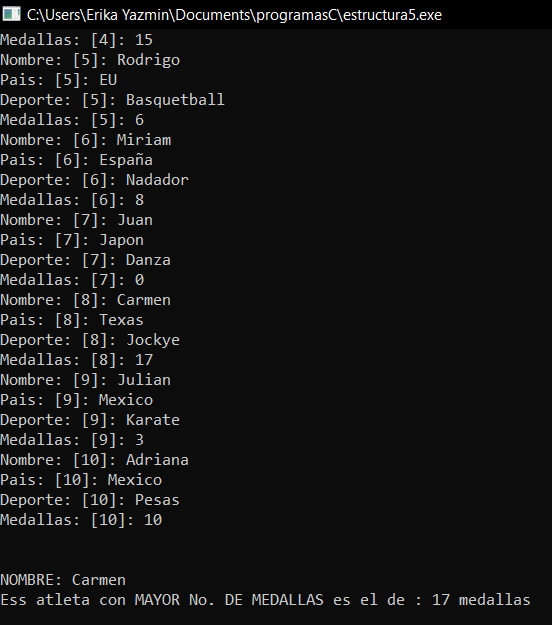 C:\Users\Erika Yazmin\Documents\programasC\estructura5.exe
Medallas: [4]: 15
Nombre: [5]: Rodrigo
Pais: [5]: EU
Deporte: [5]: Basquetball
Medallas: [5]: 6
Nombre: [6]: Miriam
Pais: [6]: España
Deporte: [6]: Nadador
Medallas: [6]: 8
Nombre: [7]: Juan
Pais: [7]: Japon
Deporte: [7]: Danza
Medallas: [7]: 0
Nombre: [8]: Carmen
Pais: [8]: Texas
Deporte: [8]: Jockye
Medallas: [8]: 17
Nombre: [9]: Julian
Pais: [9]: Mexico
Deporte: [9]: Karate
Medallas: [9]: 3
Nombre: [10]: Adriana
Pais: [10]: Mexico
Deporte: [10]: Pesas
Medallas: [10]: 10
NOMBRE: Carmen
Ess atleta con MAYOR No. DE MEDALLAS es el de : 17 medallas